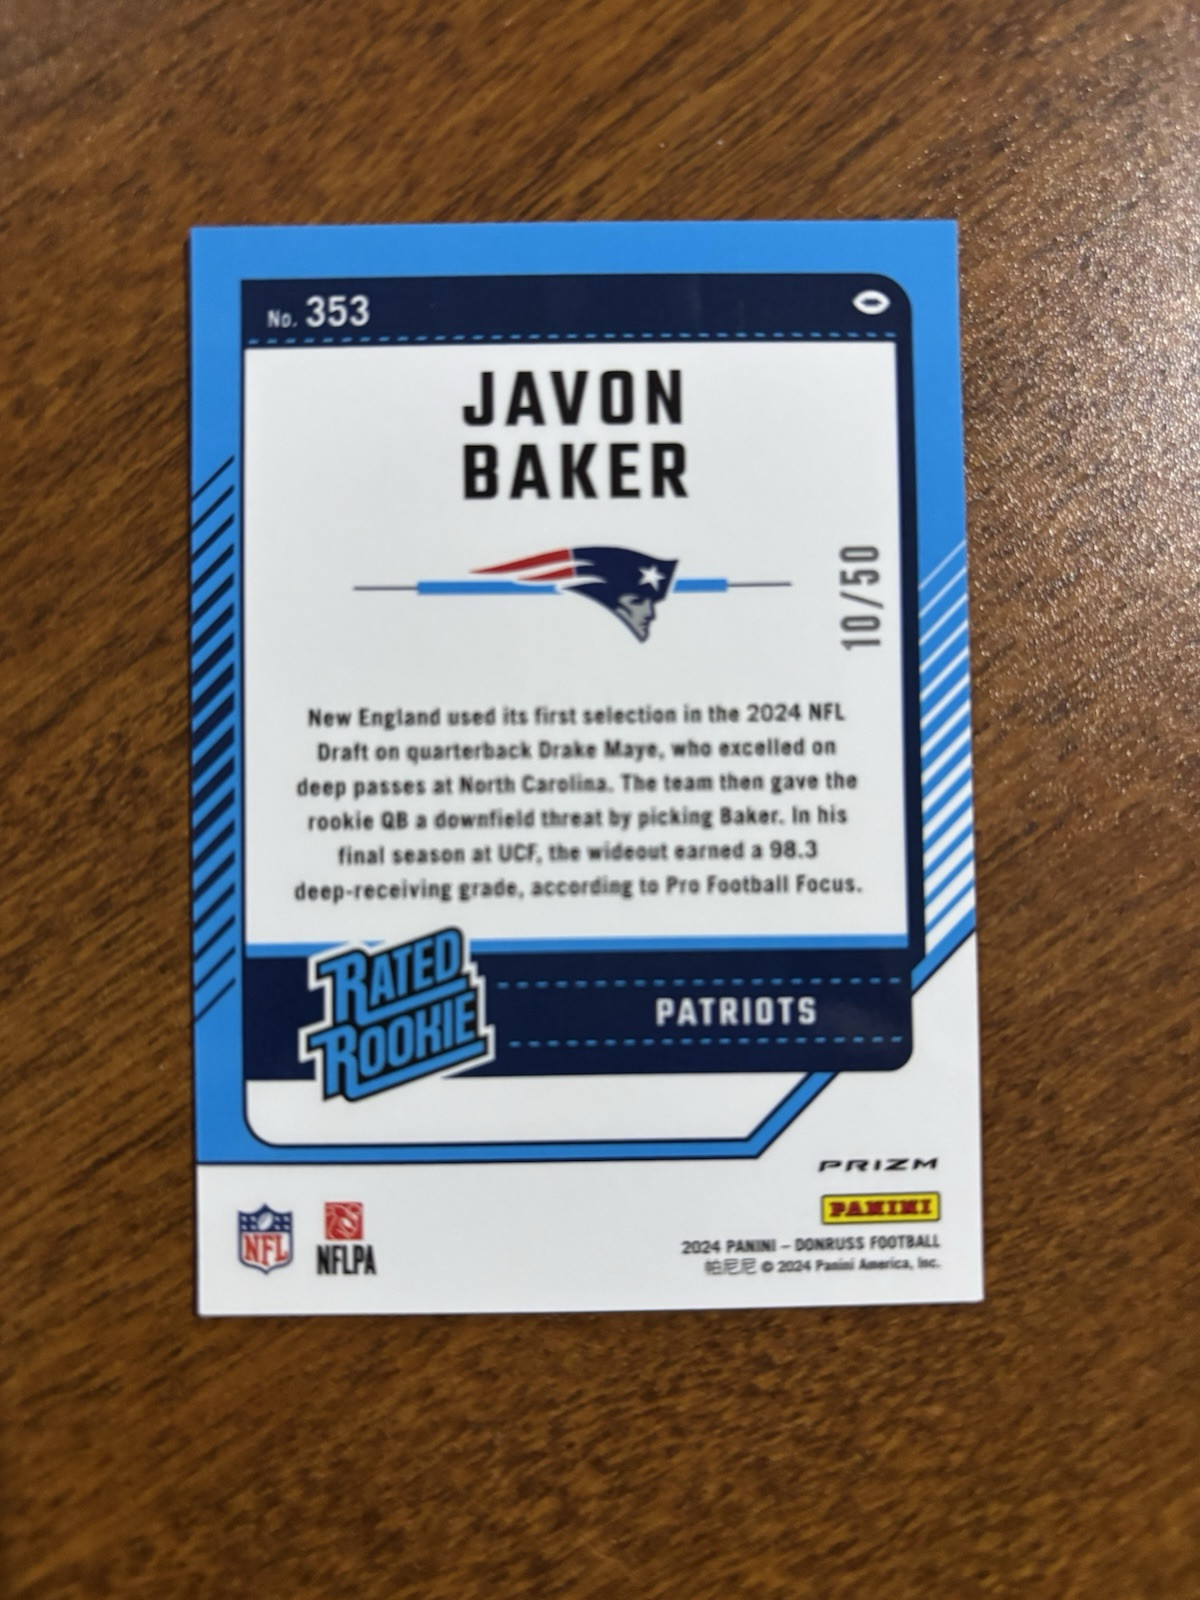 No. 353
JAVON
BAKER
10/50
New England used its first selection in the 2024 NFL
Draft on quarterback Drake Maye, who excelled on
deep passes at North Carolina. The team then gave the
rookie QB a downfield threat by picking Baker. In his
final season at UCF, the wideout earned a 98.3
deep-receiving grade, according to Pro Football Focus.
RATED
ROOKIE
PATRIOTS
PRIZM
PANINI
NFL
NFLPA
2024 PANINI – DONRUSS FOOTBALL
帕尼尼 © 2024 Panini America, Inc.